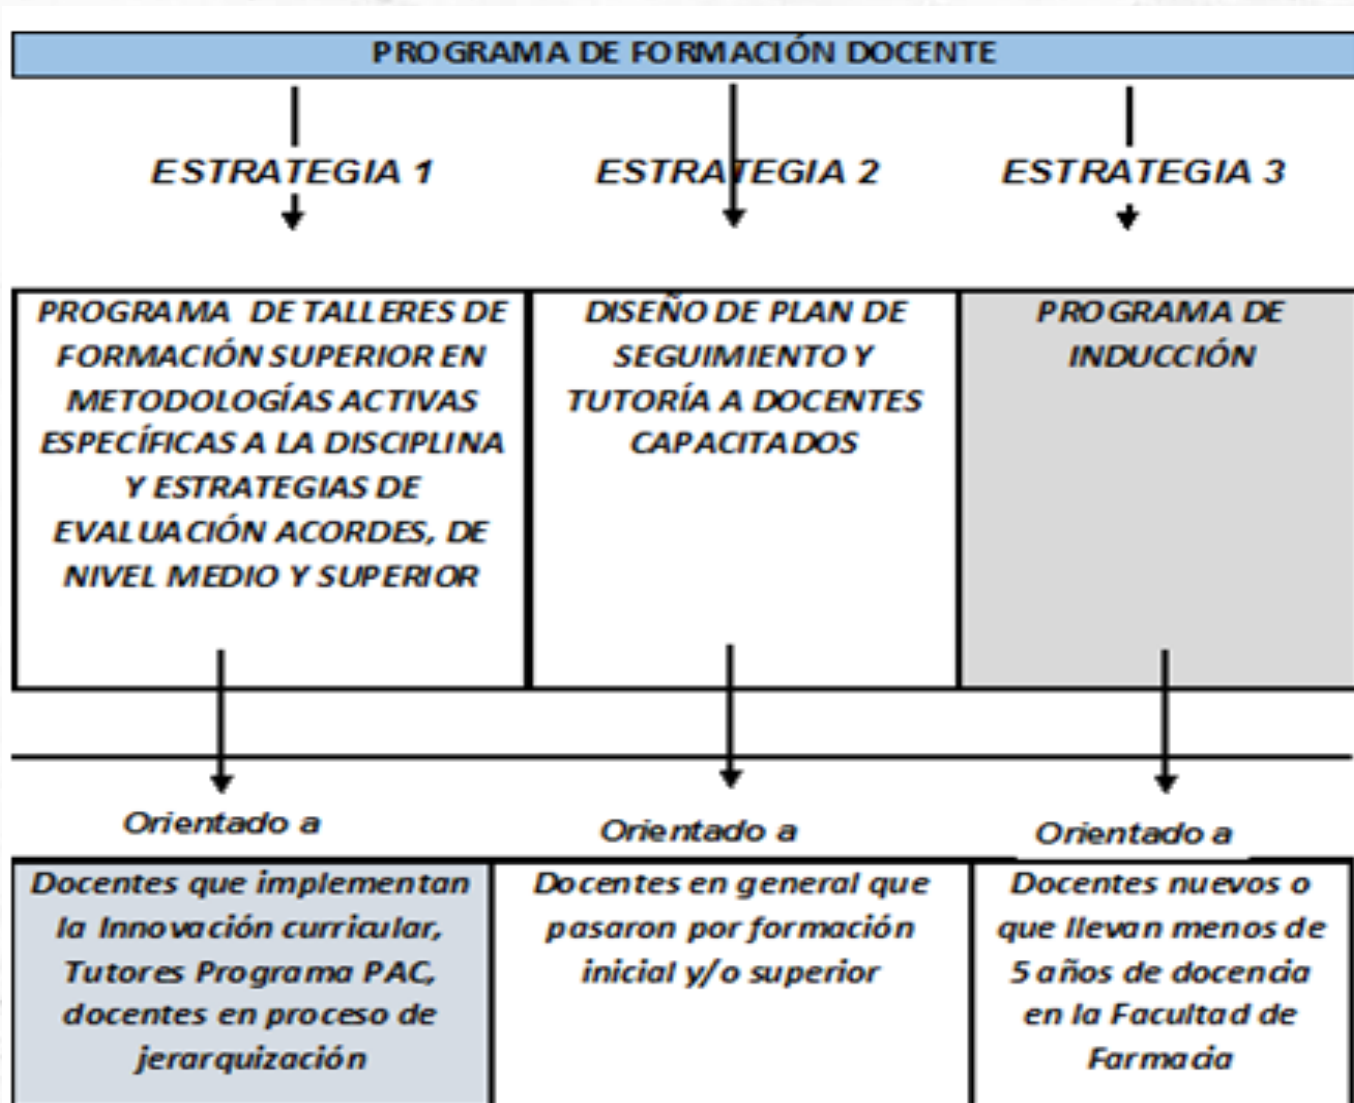 PROGRAMA DE FORMACIÓN DOCENTE
ESTRATEGIA 1
ESTRATEGIA 2
ESTRATEGIA 3
PROGRAMA DE TALLERES DE
FORMACIÓN SUPERIOR EN
METODOLOGÍAS ACTIVAS
ESPECÍFICAS A LA DISCIPLINA
Y ESTRATEGIAS DE
EVALUACIÓN ACORDES, DE
NIVEL MEDIO Y SUPERIOR
DISEÑO DE PLAN DE
SEGUIMIENTO Y
TUTORÍA A DOCENTES
CAPACITADOS
PROGRAMA DE
INDUCCIÓN
Orientado a
Orientado a
Orientado a
Docentes que implementan
la Innovación curricular,
Tutores Programa PAC,
docentes en proceso de
jerarquización
Docentes en general que
pasaron por formación
inicial y/o superior
Docentes nuevos o
que llevan menos de
5 años de docencia
en la Facultad de
Farmacia